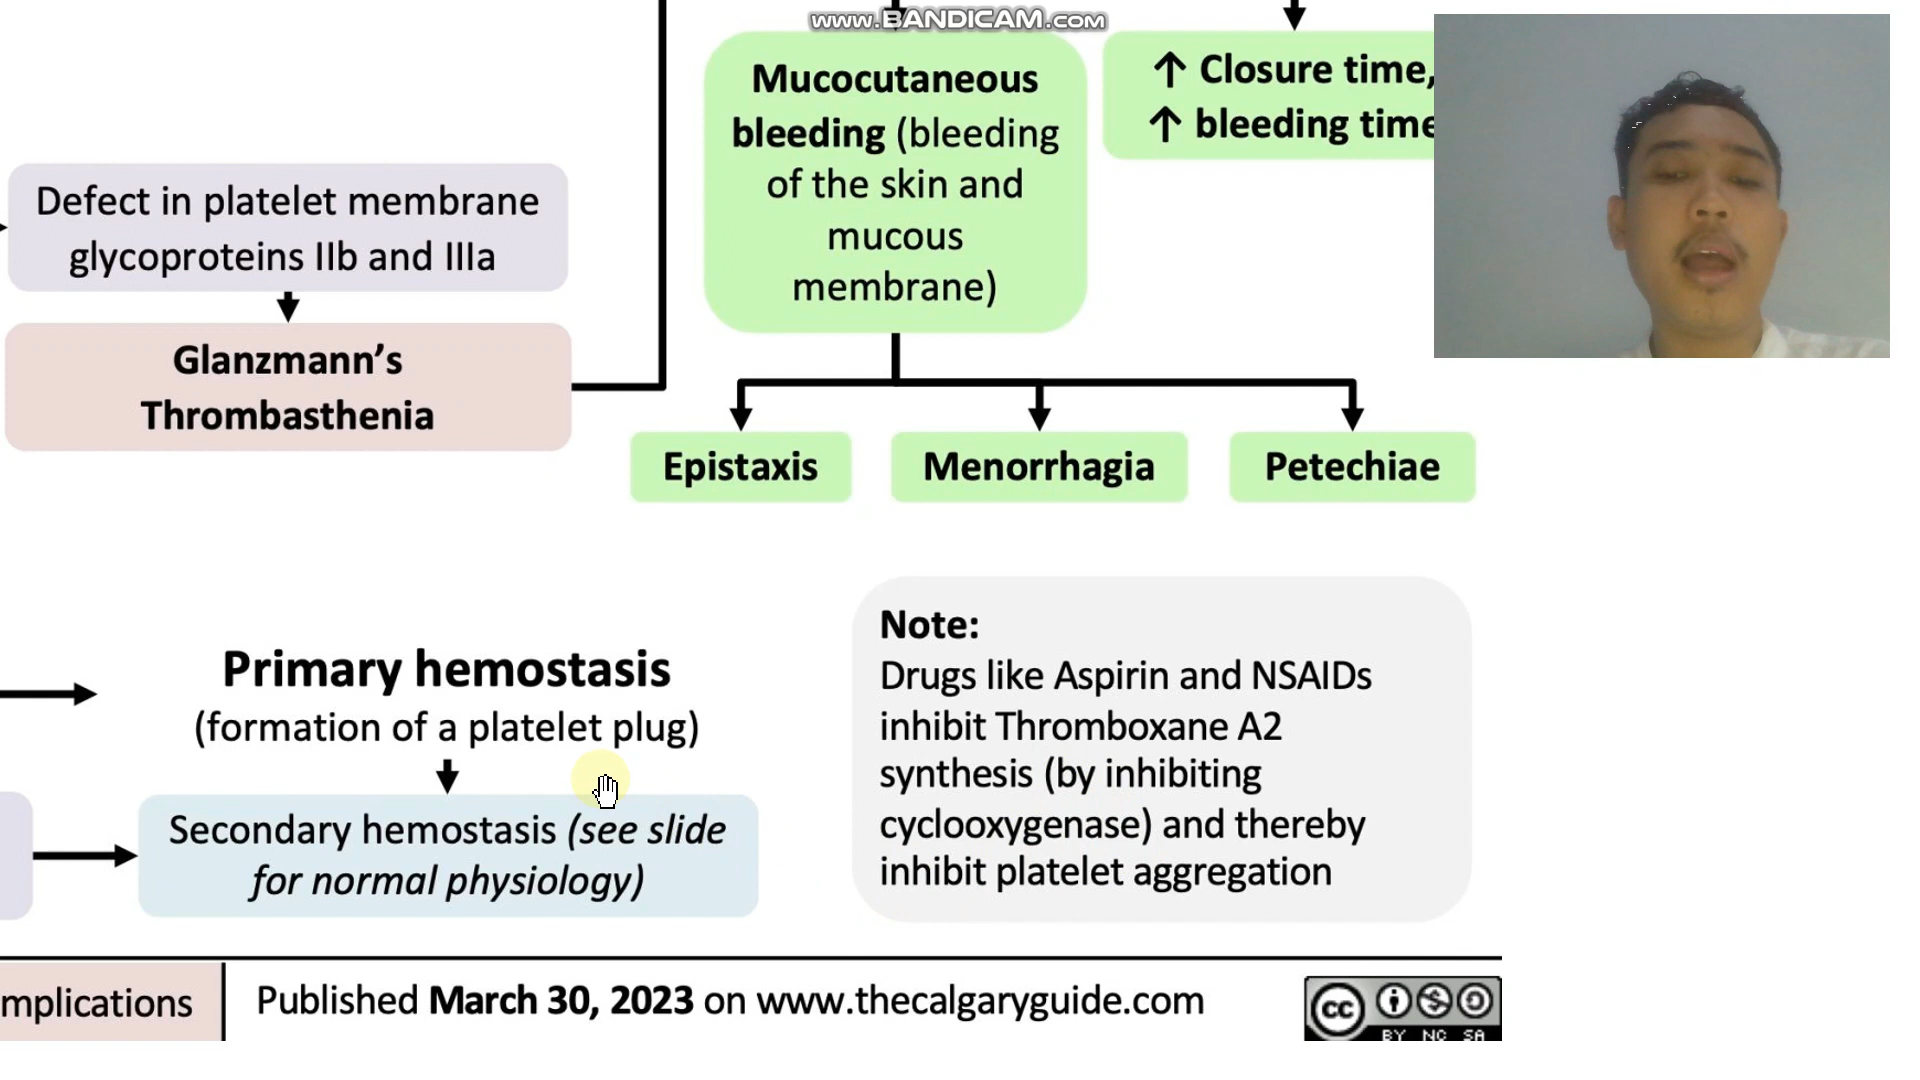 www.BANDICAM.com
Mucocutaneous
bleeding (bleeding
of the skin and
mucous
membrane)
↑ Closure time,
↑ bleeding time
Defect in platelet membrane
glycoproteins IIb and IIIa
Glanzmann’s
Thrombasthenia
Epistaxis
Menorrhagia
Petechiae
Primary hemostasis
(formation of a platelet plug)
Secondary hemostasis (see slide
for normal physiology)
Note:
Drugs like Aspirin and NSAIDs
inhibit Thromboxane A2
synthesis (by inhibiting
cyclooxygenase) and thereby
inhibit platelet aggregation
mplications
Published March 30, 2023 on www.thecalgaryguide.com
cc
BY NC SA